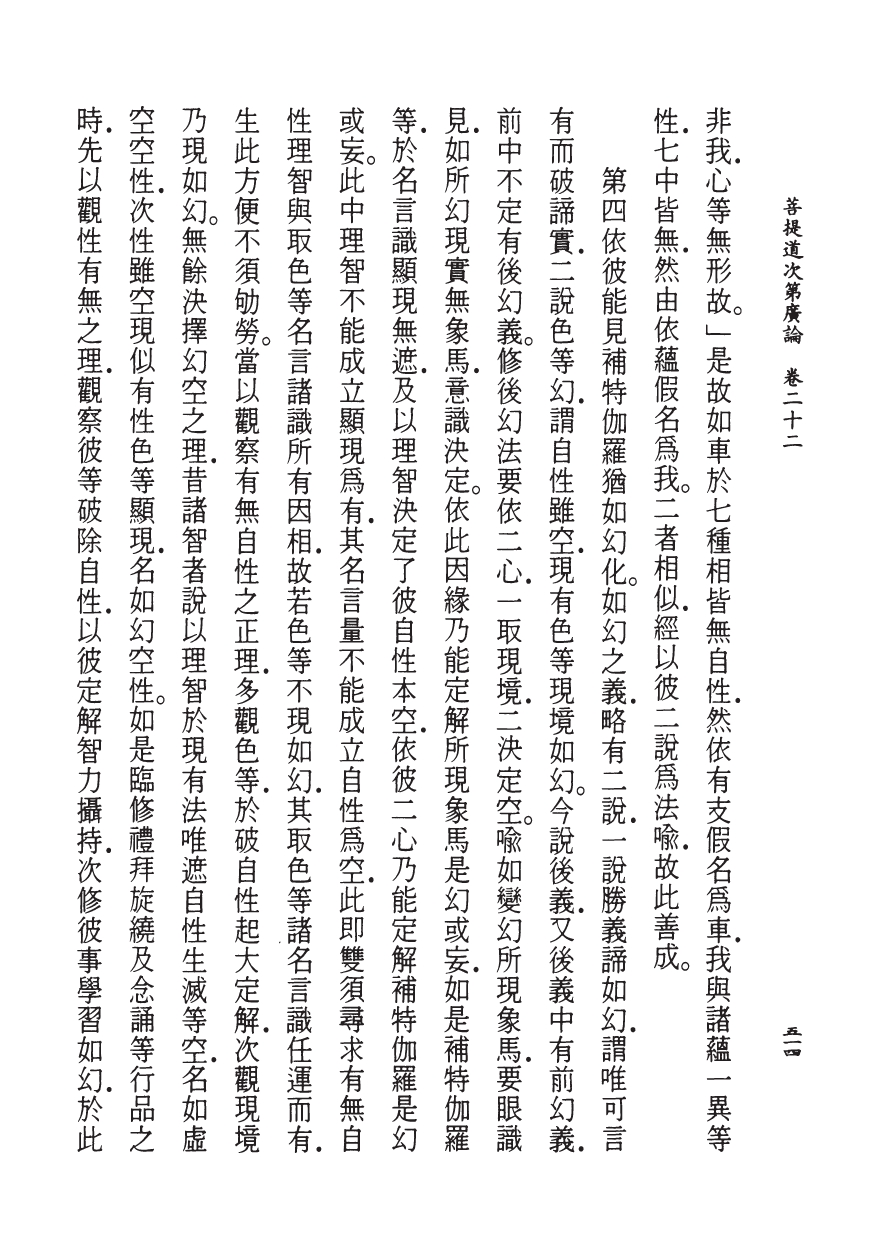 菩提道次第廣論　卷二十二
五一四
非我．心等無形故。」是故如車於七種相皆無自性．然依有支假名爲車．我與諸蘊一異等
性．七中皆無．然由依蘊假名爲我。二者相似．經以彼二說爲法喩．故此善成。
第四依彼能見補特伽羅猶如幻化。如幻之義．略有二說．一說勝義諦如幻．謂唯可言
有而破諦實．二說色等幻．謂自性雖空．現有色等現境如幻。今說後義．又後義中有前幻義．
前中不定有後幻義。修後幻法要依二心．一取現境．二決定空。喩如變幻所現象馬．要眼識
見．如所幻現實無象馬．意識決定。依此因緣乃能定解所現象馬是幻或妄．如是補特伽羅
等．於名言識顯現無遮．及以理智決定了彼自性本空．依彼二心乃能定解補特伽羅是幻
或妄。此中理智不能成立顯現爲有．其名言量不能成立自性爲空．此即雙須尋求有無自
性理智與取色等名言諸識所有因相．故若色等不現如幻．其取色等諸名言識任運而有．
生此方便不須劬勞。當以觀察有無自性之正理．多觀色等．於破自性起大定解．次觀現境
乃現如幻。無餘決擇幻空之理．昔諸智者說以理智於現有法唯遮自性生滅等空．名如虛
空空性．次性雖空現似有性色等顯現．名如幻空性。如是臨修禮拜旋繞及念誦等行品之
時．先以觀性有無之理．觀察彼等破除自性．以彼定解智力攝持．次修彼事學習如幻．於此